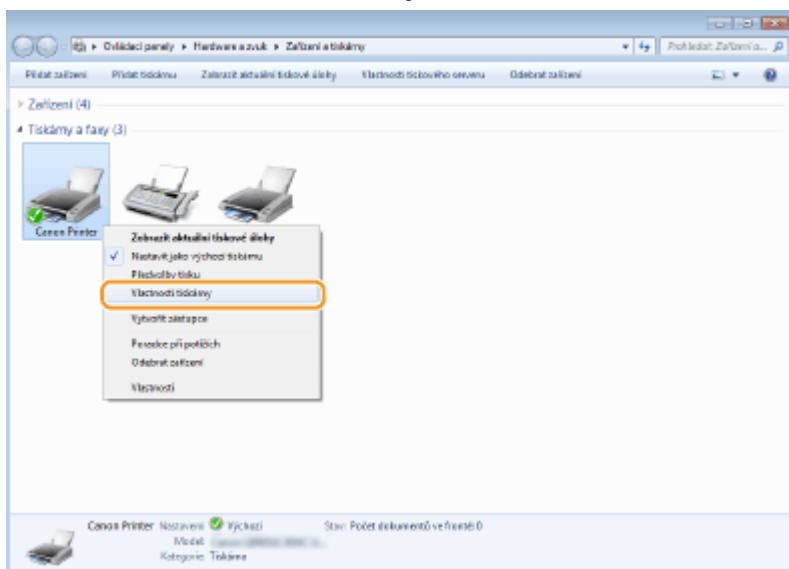 Ovládací panely ▸ Hardware a zvuk ▸ Zařízení a tiskárny
Prohledat: Zařízení a...
Přidat zařízení Přidat tiskárnu Zobrazit aktuální tiskové úlohy Vlastnosti tiskového serveru Odebrat zařízení
Zařízení (4)
Tiskárny a faxy (3)
Canon Printer
Zobrazit aktuální tiskové úlohy
Nastavit jako výchozí tiskárnu
Předvolby tisku
Vlastnosti tiskárny
Vytvořit zástupce
Poradce při potížích
Odebrat zařízení
Vlastnosti
Canon Printer Nastavení Výchozí Stav: Počet dokumentů ve frontě: 0
Model:
Kategorie: Tiskárna